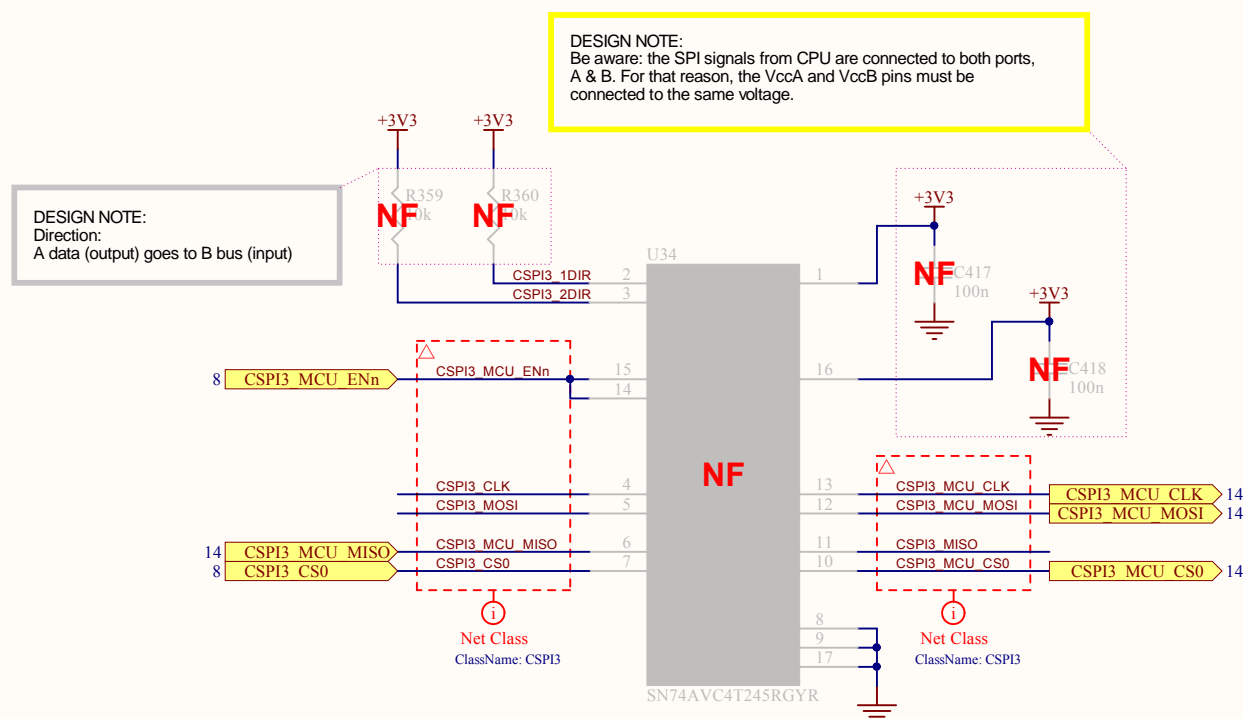 DESIGN NOTE:
Be aware: the SPI signals from CPU are connected to both ports,
A & B. For that reason, the VccA and VccB pins must be
connected to the same voltage.
+3V3
+3V3
DESIGN NOTE:
Direction:
A data (output) goes to B bus (input)
R359
10k
NF
R360
10k
NF
+3V3
C417
100n
NF
+3V3
C418
100n
NF
U34
CSPI3_1DIR
2
CSPI3_2DIR
3
1
8
CSPI3_MCU_ENn
CSPI3_MCU_ENn
15
14
16
NF
CSPI3_CLK
4
CSPI3_MOSI
5
13
CSPI3_MCU_CLK
CSPI3_MCU_CLK
14
12
CSPI3_MCU_MOSI
CSPI3_MCU_MOSI
14
14
CSPI3_MCU_MISO
CSPI3_MCU_MISO
6
8
CSPI3_CS0
CSPI3_CS0
7
11
CSPI3_MISO
10
CSPI3_MCU_CS0
CSPI3_MCU_CS0
14
8
9
17
i
Net Class
ClassName: CSPI3
i
Net Class
ClassName: CSPI3
SN74AVC4T245RGYR